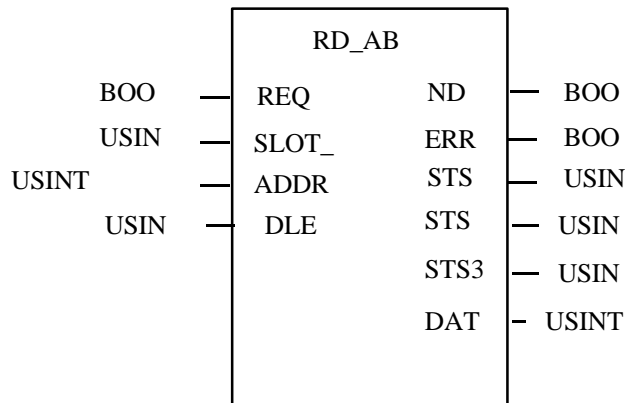 RD_AB
BOO REQ ND BOO
USIN SLOT_ ERR BOO
USINT ADDR STS USIN
USIN DLE STS USIN
STS3 USIN
DAT USINT